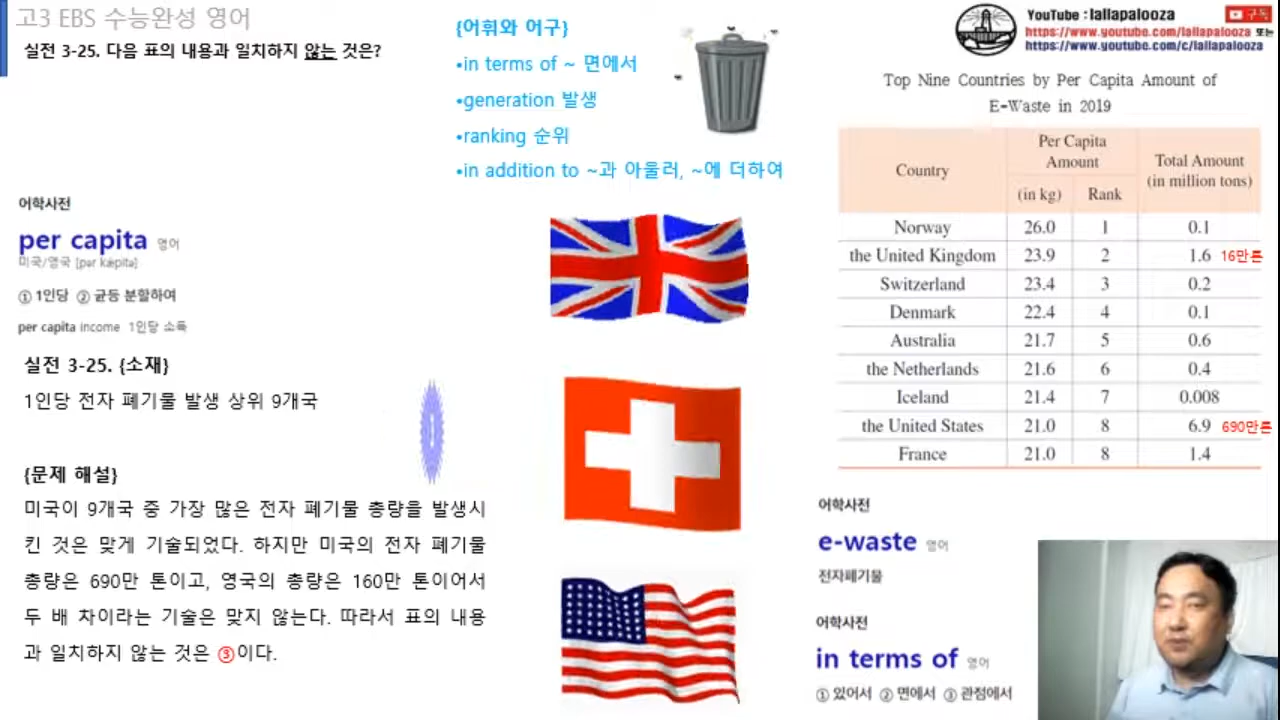 고3 EBS 수능완성 영어
실전 3-25. 다음 표의 내용과 일치하지 않는 것은?
어학사전
per capita 영어
미국/영국 [pər kǽpitə]
① 1인당 ② 균등 분할하여
per capita income 1인당 소득
실전 3-25. {소재}
1인당 전자 폐기물 발생 상위 9개국
{문제 해설}
미국이 9개국 중 가장 많은 전자 폐기물 총량을 발생시
킨 것은 맞게 기술되었다. 하지만 미국의 전자 폐기물
총량은 690만 톤이고, 영국의 총량은 160만 톤이어서
두 배 차이라는 기술은 맞지 않는다. 따라서 표의 내용
과 일치하지 않는 것은 ③이다.
{어휘와 어구}
•in terms of ~ 면에서
•generation 발생
•ranking 순위
•in addition to ~과 아울러, ~에 더하여
YouTube : lallapalooza
구독
https://www.youtube.com/lallapalooza 또는
https://www.youtube.com/c/lallapalooza
Top Nine Countries by Per Capita Amount of
E-Waste in 2019
Country Per Capita Amount Total Amount (in million tons)
(in kg) Rank
Norway 26.0 1 0.1
the United Kingdom 23.9 2 1.6 16만톤
Switzerland 23.4 3 0.2
Denmark 22.4 4 0.1
Australia 21.7 5 0.6
the Netherlands 21.6 6 0.4
Iceland 21.4 7 0.008
the United States 21.0 8 6.9 690만톤
France 21.0 8 1.4
어학사전
e-waste 영어
전자폐기물
어학사전
in terms of 영어
① 있어서 ② 면에서 ③ 관점에서